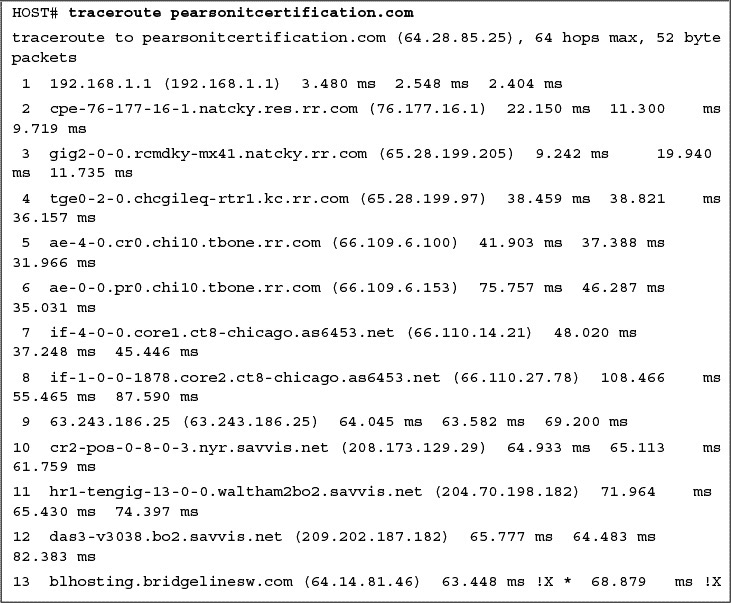 HOST# traceroute pearsonitcertification.com
traceroute to pearsonitcertification.com (64.28.85.25), 64 hops max, 52 byte
packets
1 192.168.1.1 (192.168.1.1) 3.480 ms 2.548 ms 2.404 ms
2 cpe-76-177-16-1.natcky.res.rr.com (76.177.16.1) 22.150 ms 11.300 ms
9.719 ms
3 gig2-0-0.rcmdky-mx41.natcky.rr.com (65.28.199.205) 9.242 ms 19.940
ms 11.735 ms
4 tge0-2-0.chcgileq-rtr1.kc.rr.com (65.28.199.97) 38.459 ms 38.821 ms
36.157 ms
5 ae-4-0.cr0.chi10.tbone.rr.com (66.109.6.100) 41.903 ms 37.388 ms
31.966 ms
6 ae-0-0.pr0.chi10.tbone.rr.com (66.109.6.153) 75.757 ms 46.287 ms
35.031 ms
7 if-4-0-0.core1.ct8-chicago.as6453.net (66.110.14.21) 48.020 ms
37.248 ms 45.446 ms
8 if-1-0-0-1878.core2.ct8-chicago.as6453.net (66.110.27.78) 108.466 ms
55.465 ms 87.590 ms
9 63.243.186.25 (63.243.186.25) 64.045 ms 63.582 ms 69.200 ms
10 cr2-pos-0-8-0-3.nyr.savvis.net (208.173.129.29) 64.933 ms 65.113 ms
61.759 ms
11 hr1-tengig-13-0-0.waltham2bo2.savvis.net (204.70.198.182) 71.964 ms
65.430 ms 74.397 ms
12 das3-v3038.bo2.savvis.net (209.202.187.182) 65.777 ms 64.483 ms
82.383 ms
13 blhosting.bridgelinesw.com (64.14.81.46) 63.448 ms !X * 68.879 ms !X